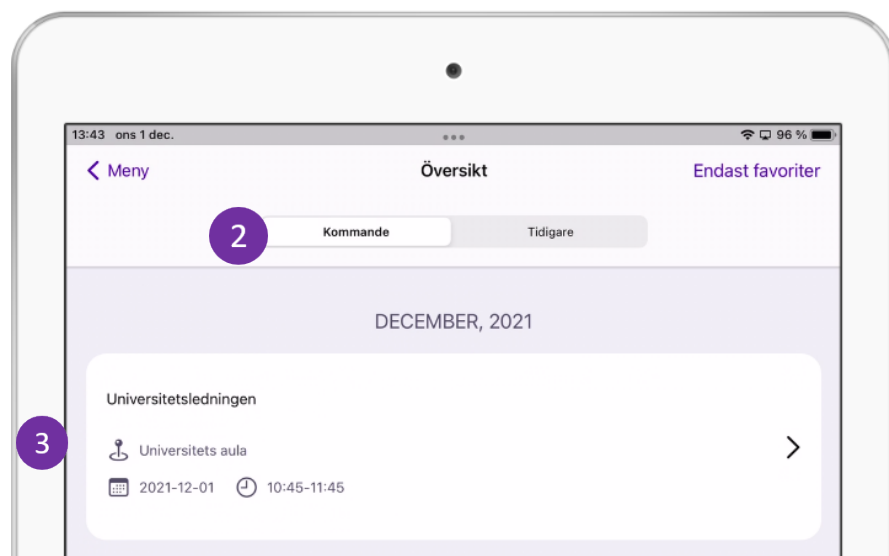 13:43 ons 1 dec. 96 %
Meny Översikt Endast favoriter
2 Kommande Tidigare
DECEMBER, 2021
Universitetsledningen
3 Universitets aula
2021-12-01 10:45-11:45